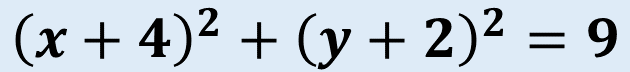 (x + 4)² + (y + 2)² = 9